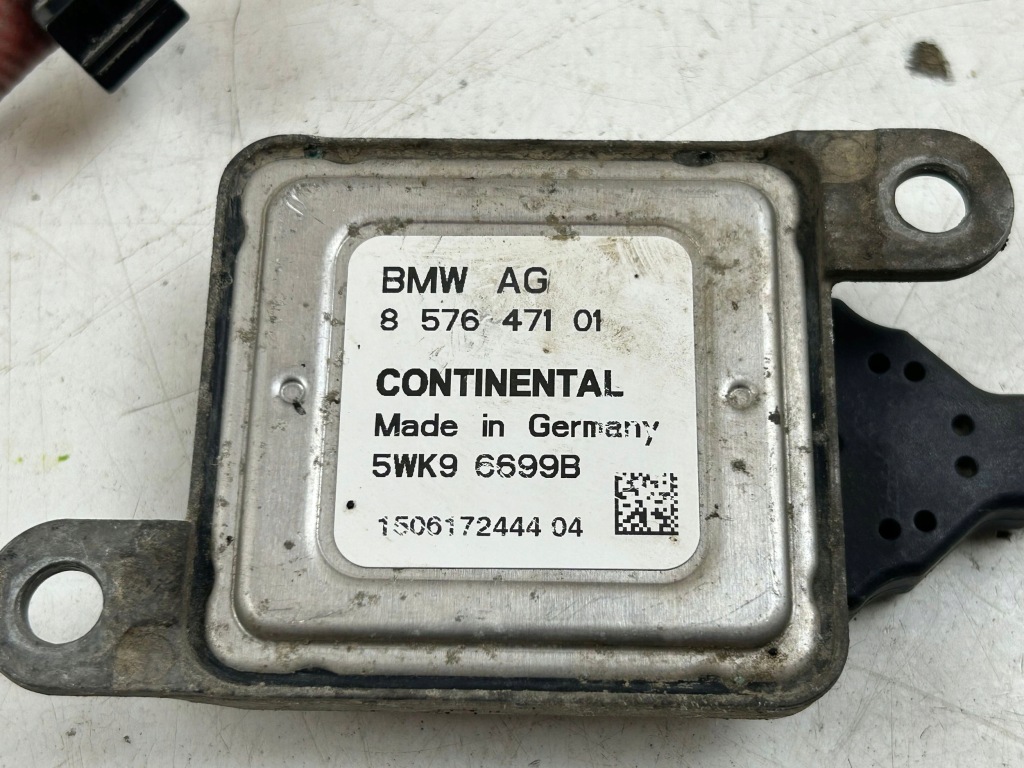 BMW AG
8 576 471 01
CONTINENTAL
Made in Germany
5WK9 6699B
1506172444 04